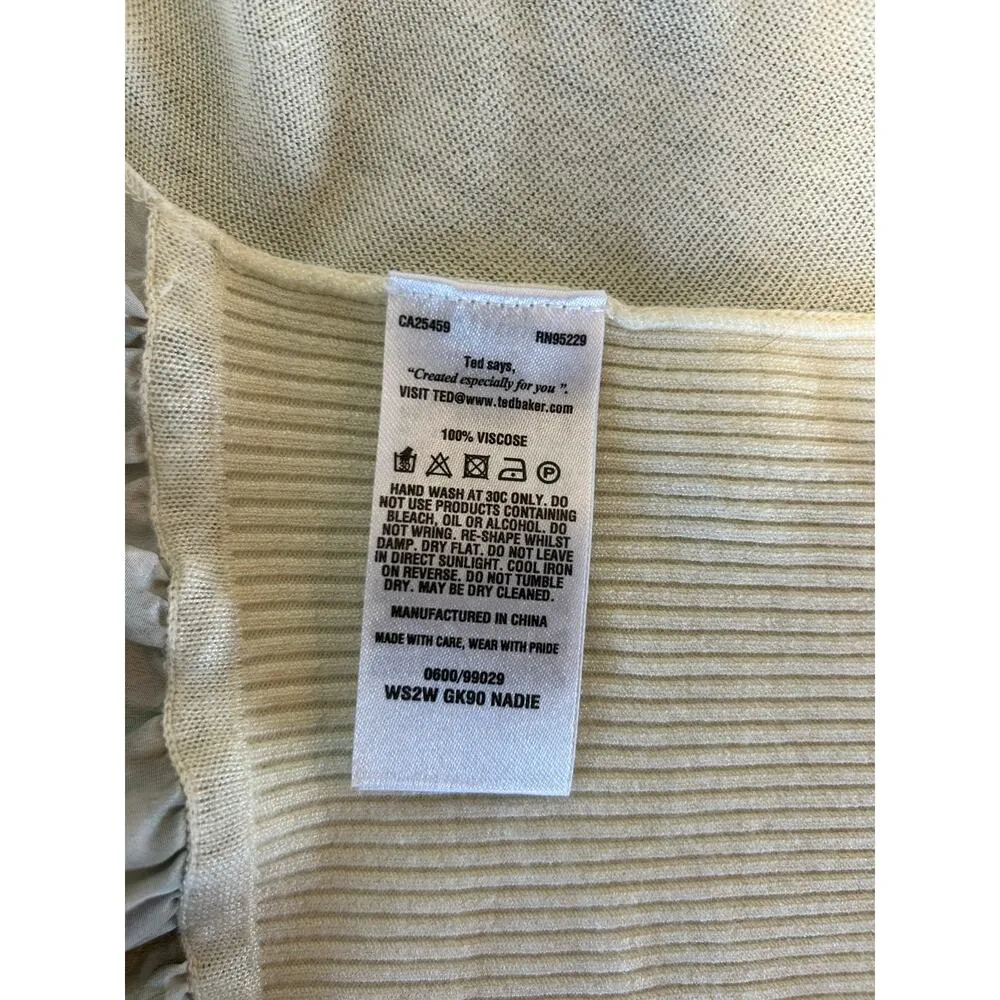 CA25459
RN95229
Ted says,
“Created especially for you ”.
VISIT TED@www.tedbaker.com
100% VISCOSE
30
P
HAND WASH AT 30C ONLY. DO
NOT USE PRODUCTS CONTAINING
BLEACH, OIL OR ALCOHOL. DO
NOT WRING. RE-SHAPE WHILST
DAMP. DRY FLAT. DO NOT LEAVE
IN DIRECT SUNLIGHT. COOL IRON
ON REVERSE. DO NOT TUMBLE
DRY. MAY BE DRY CLEANED.
MANUFACTURED IN CHINA
MADE WITH CARE, WEAR WITH PRIDE
0600/99029
WS2W GK90 NADIE